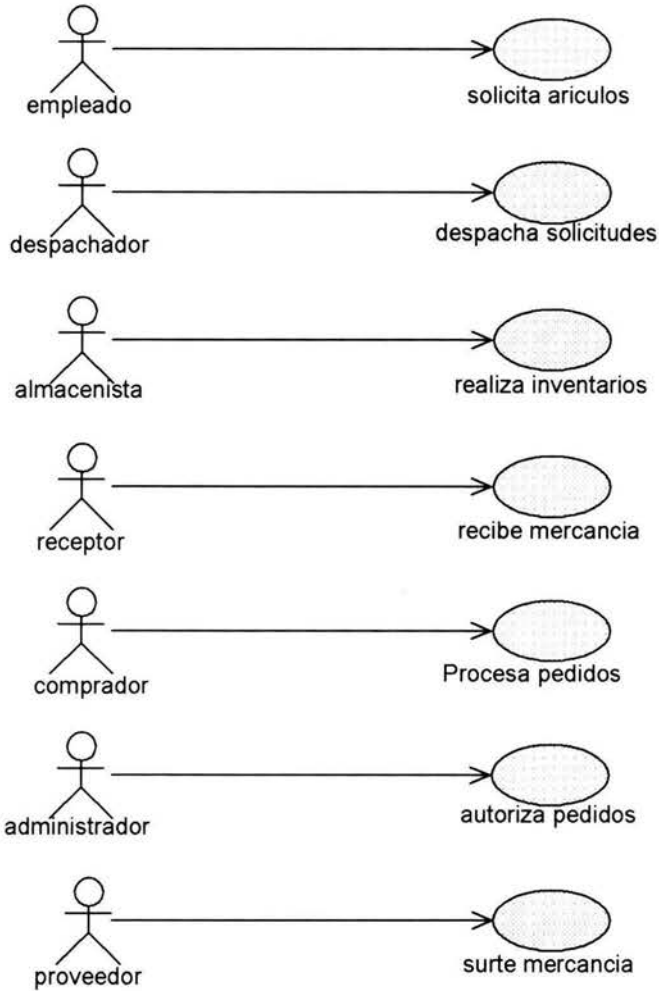 empleado
solicita ariculos
despachador
despacha solicitudes
almacenista
realiza inventarios
receptor
recibe mercancia
comprador
Procesa pedidos
administrador
autoriza pedidos
proveedor
surte mercancia